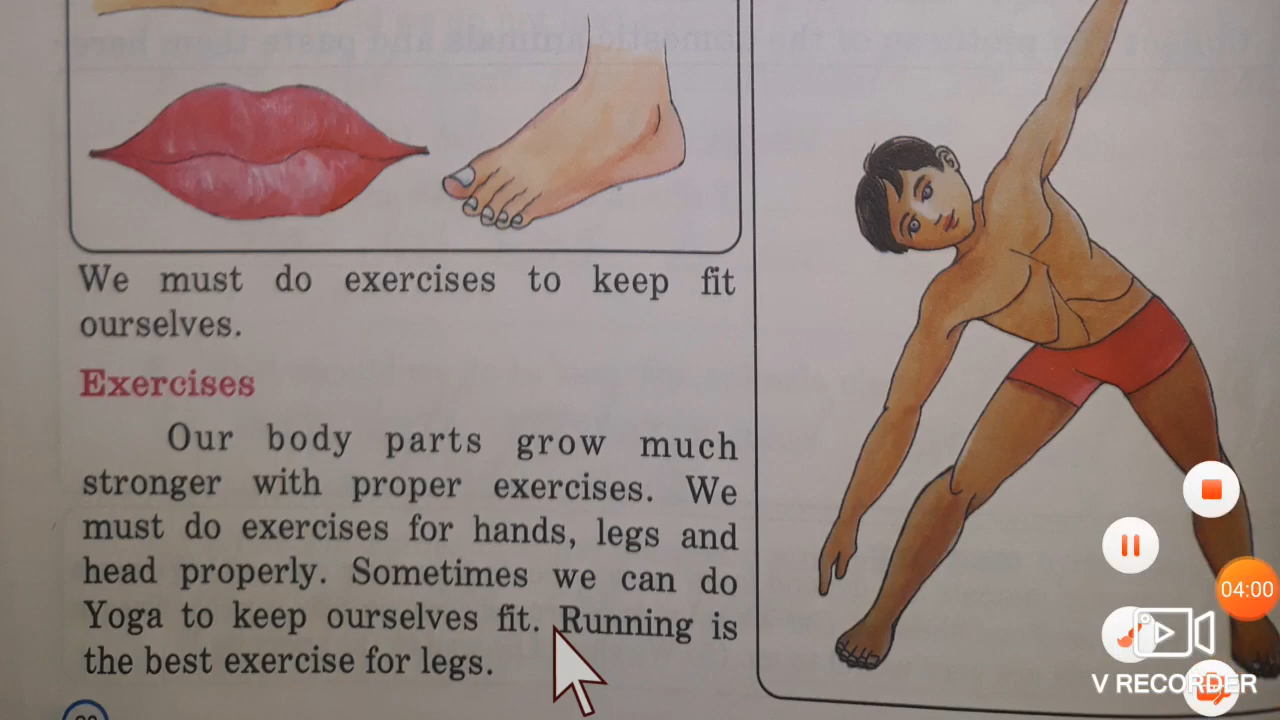 We must do exercises to keep fit
ourselves.
Exercises
Our body parts grow much
stronger with proper exercises. We
must do exercises for hands, legs and
head properly. Sometimes we can do
Yoga to keep ourselves fit. Running is
the best exercise for legs.
04:00
V RECORDER